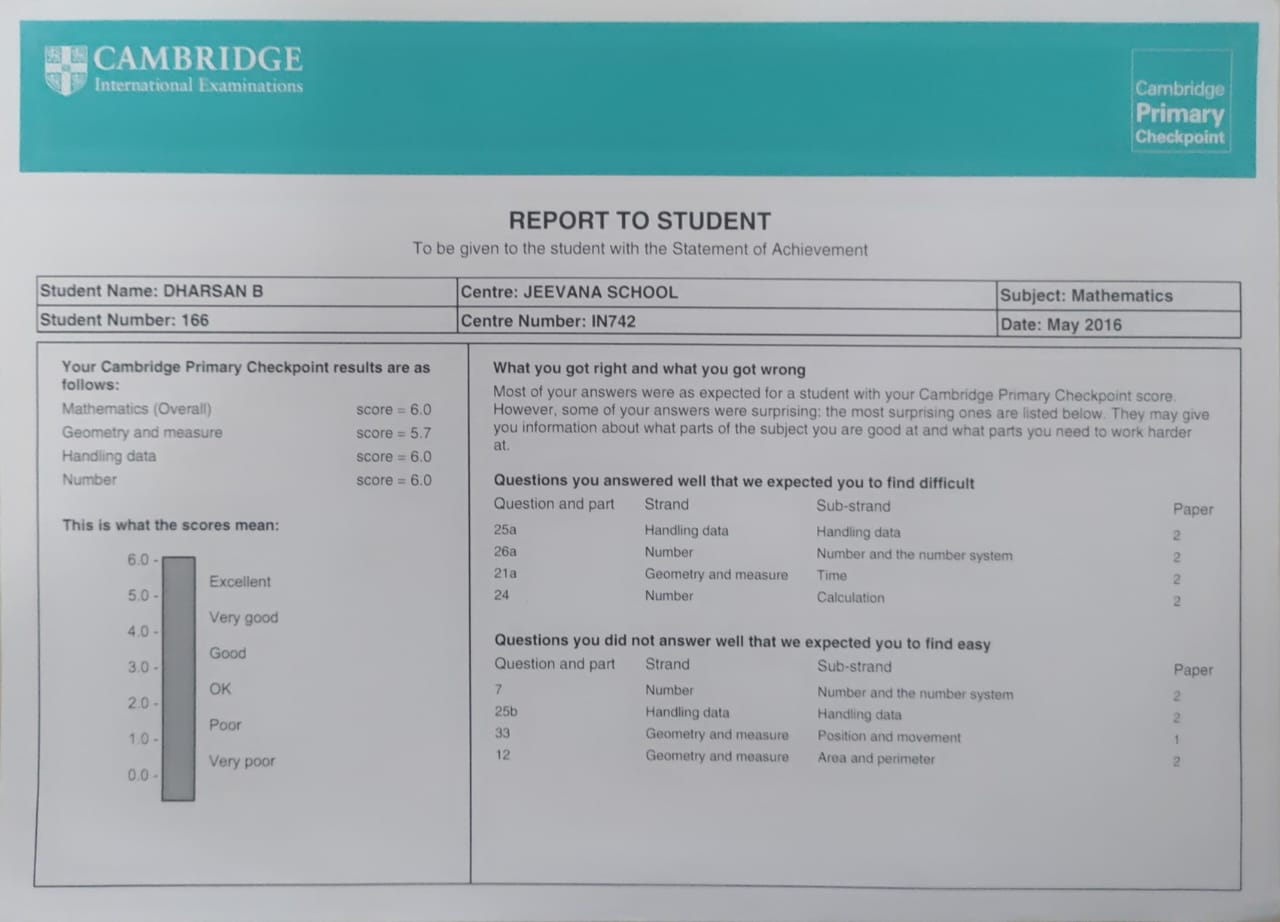 CAMBRIDGE
International Examinations
Cambridge
Primary
Checkpoint
REPORT TO STUDENT
To be given to the student with the Statement of Achievement
Student Name: DHARSAN B Centre: JEEVANA SCHOOL Subject: Mathematics
Student Number: 166 Centre Number: IN742 Date: May 2016
Your Cambridge Primary Checkpoint results are as
follows:
Mathematics (Overall) score = 6.0
Geometry and measure score = 5.7
Handling data score = 6.0
Number score = 6.0
This is what the scores mean:
6.0 -
Excellent
5.0 -
Very good
4.0 -
Good
3.0 -
OK
2.0 -
Poor
1.0 -
Very poor
0.0 -
What you got right and what you got wrong
Most of your answers were as expected for a student with your Cambridge Primary Checkpoint score.
However, some of your answers were surprising: the most surprising ones are listed below. They may give
you information about what parts of the subject you are good at and what parts you need to work harder
at.
Questions you answered well that we expected you to find difficult
Question and part Strand Sub-strand Paper
25a Handling data Handling data 2
26a Number Number and the number system 2
21a Geometry and measure Time 2
24 Number Calculation 2
Questions you did not answer well that we expected you to find easy
Question and part Strand Sub-strand Paper
7 Number Number and the number system 2
25b Handling data Handling data 2
33 Geometry and measure Position and movement 1
12 Geometry and measure Area and perimeter 2